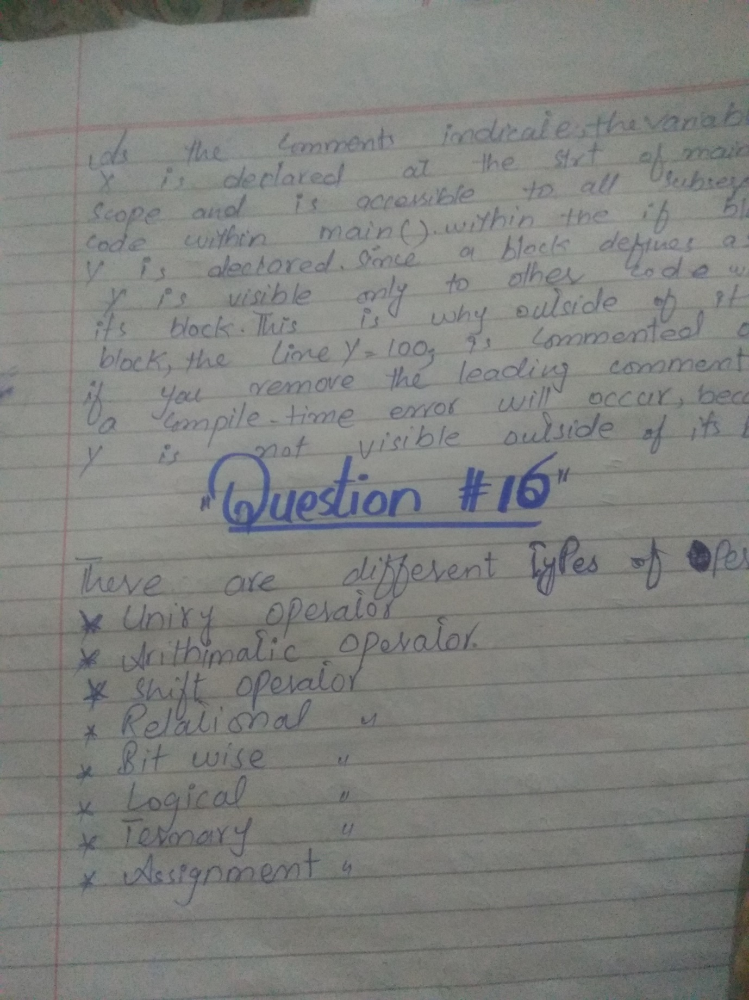 As the comments indicate, the variabl
x is declared at the strt of main
scope and is accessible to all subseq
code within main(). within the if bl
y is declared. Since a block defines a s
y is visible only to other code w
its block. This is why outside of it
block, the line y = 100; is commented o
if you remove the leading comment
a compile-time error will occur, beca
y is not visible outside of its b
"Question #16"
There are different Types of Oper
* Uniry operator
* Arithimatic operator.
* Shift operator
* Relational "
* Bit wise "
* Logical "
* Ternary "
* Assignment "